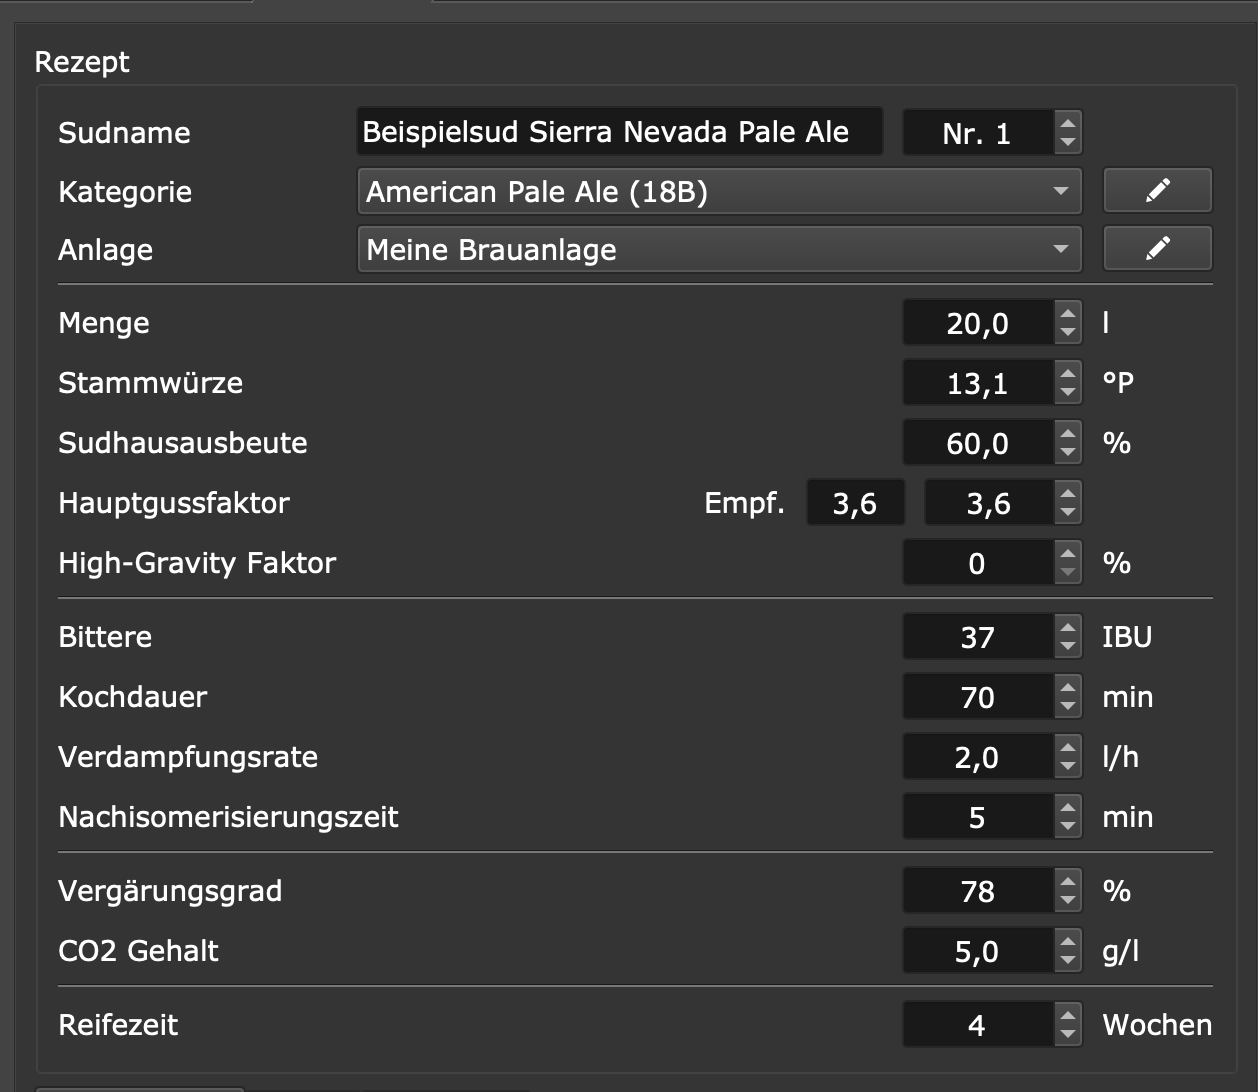 Rezept
Sudname Beispielsud Sierra Nevada Pale Ale Nr. 1
Kategorie American Pale Ale (18B)
Anlage Meine Brauanlage
Menge 20,0 l
Stammwürze 13,1 °P
Sudhausausbeute 60,0 %
Hauptgussfaktor Empf. 3,6 3,6
High-Gravity Faktor 0 %
Bittere 37 IBU
Kochdauer 70 min
Verdampfungsrate 2,0 l/h
Nachisomerisierungszeit 5 min
Vergärungsgrad 78 %
CO2 Gehalt 5,0 g/l
Reifezeit 4 Wochen